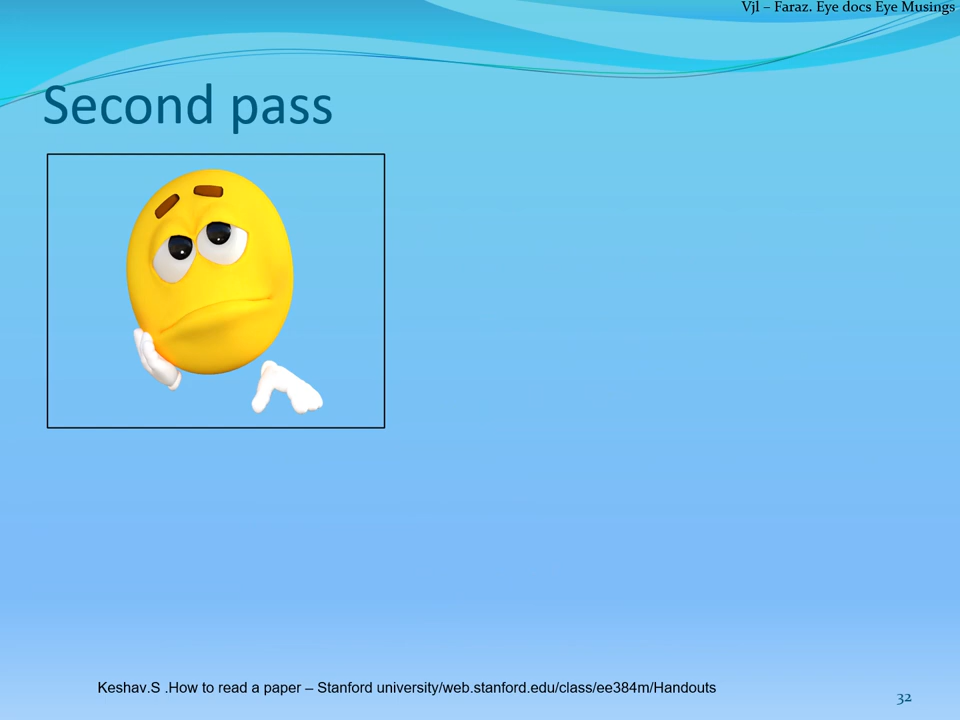 Vjl – Faraz. Eye docs Eye Musings
Second pass
Keshav.S .How to read a paper – Stanford university/web.stanford.edu/class/ee384m/Handouts
32